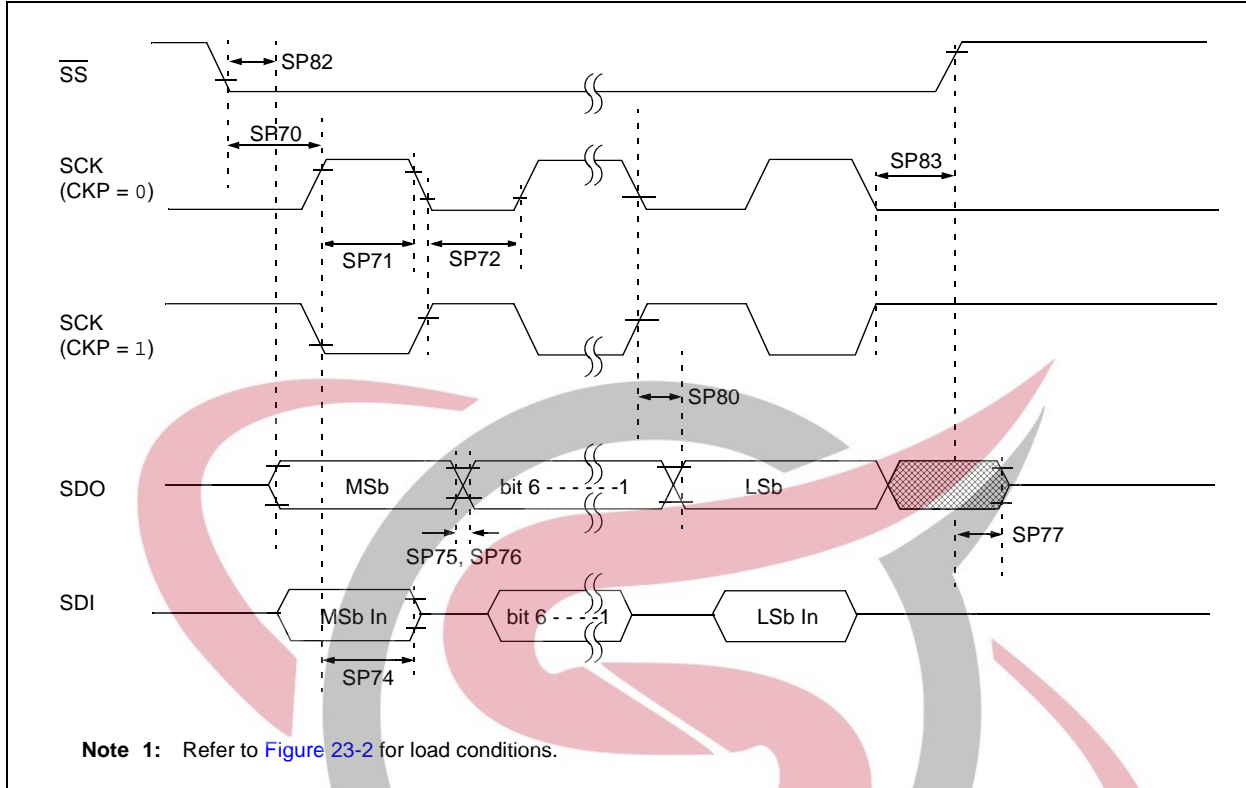 SS
SP82
SP70
SCK
(CKP = 0)
SP83
SP71
SP72
SCK
(CKP = 1)
SP80
SDO
MSb
bit 6 - - - - - - -1
LSb
SP75, SP76
SP77
SDI
MSb In
bit 6 - - - -1
LSb In
SP74
Note 1: Refer to Figure 23-2 for load conditions.